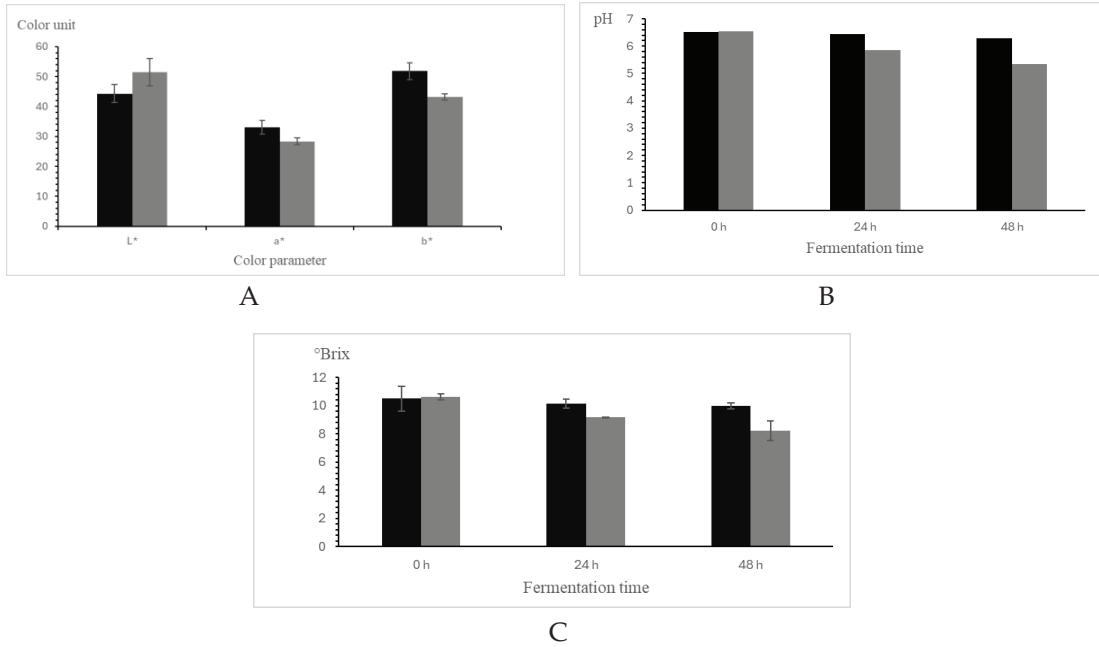 Color unit
60
50
40
30
20
10
0
L*
a*
b*
Color parameter
A
pH
7
6
5
4
3
2
1
0
0 h
24 h
48 h
Fermentation time
B
°Brix
12
10
8
6
4
2
0
0 h
24 h
48 h
Fermentation time
C